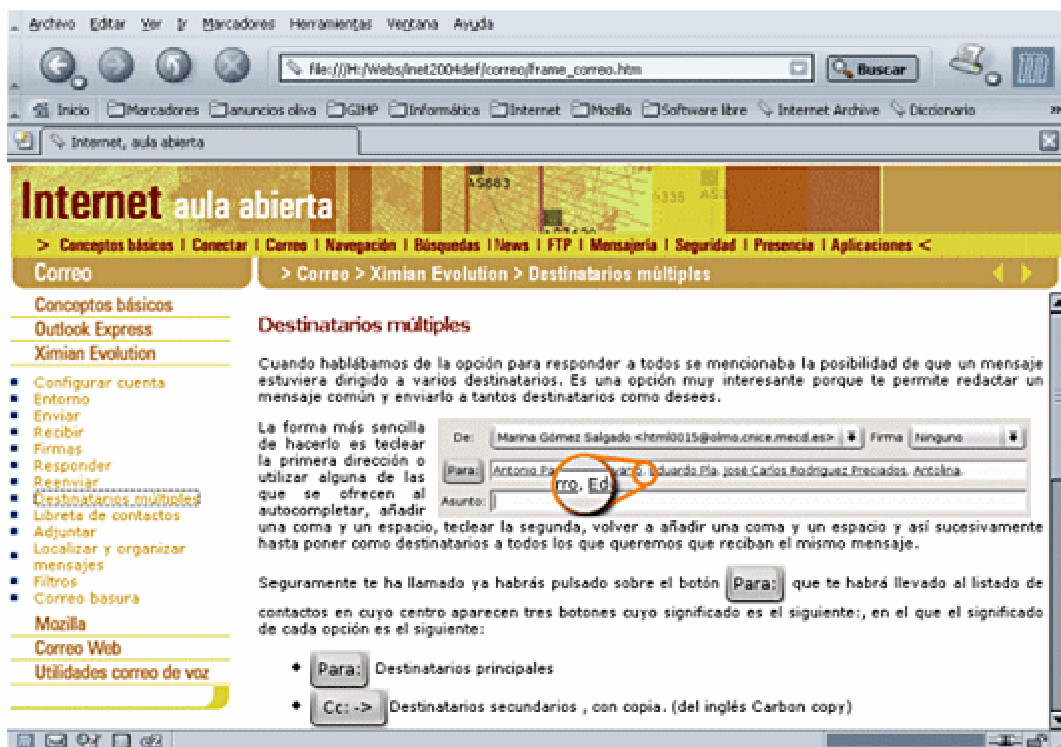 Archivo Editar Ver Ir Marcadores Herramientas Ventana Ayuda
file:///H:/Webs/inet2004def/correo/frame_correo.htm Buscar
Inicio Marcadores anuncios oliva GIMP Informática Internet Mozilla Software libre Internet Archive Diccionario
Internet, aula abierta
Internet aula abierta
AS683
> Conceptos básicos | Conectar | Correo | Navegación | Búsquedas | News | FTP | Mensajería | Seguridad | Presencia | Aplicaciones <
Correo
> Correo > Ximian Evolution > Destinatarios múltiples
Conceptos básicos
Outlook Express
Ximian Evolution
Configurar cuenta
Entorno
Enviar
Recibir
Firmas
Responder
Reenviar
Destinatarios múltiples
Libreta de contactos
Adjuntar
Localizar y organizar
mensajes
Filtros
Correo basura
Mozilla
Correo Web
Utilidades correo de voz
Destinatarios múltiples
Cuando hablábamos de la opción para responder a todos se mencionaba la posibilidad de que un mensaje
estuviera dirigido a varios destinatarios. Es una opción muy interesante porque te permite redactar un
mensaje común y enviarlo a tantos destinatarios como desees.
La forma más sencilla
de hacerlo es teclear
la primera dirección o
utilizar alguna de las
que se ofrecen al
autocompletar, añadir
De: Marina Gómez Salgado <html0015@olmo.cnice.mecd.es> Firma Ninguno
Para: Antonio Pa varro, Eduardo Pla, José Carlos Rodríguez Preciados, Antolina.
rro, Ed
Asunto:
una coma y un espacio, teclear la segunda, volver a añadir una coma y un espacio y así sucesivamente
hasta poner como destinatarios a todos los que queremos que reciban el mismo mensaje.
Seguramente te ha llamado ya habrás pulsado sobre el botón Para: que te habrá llevado al listado de
contactos en cuyo centro aparecen tres botones cuyo significado es el siguiente:, en el que el significado
de cada opción es el siguiente:
Para: Destinatarios principales
Cc: -> Destinatarios secundarios , con copia. (del inglés Carbon copy)